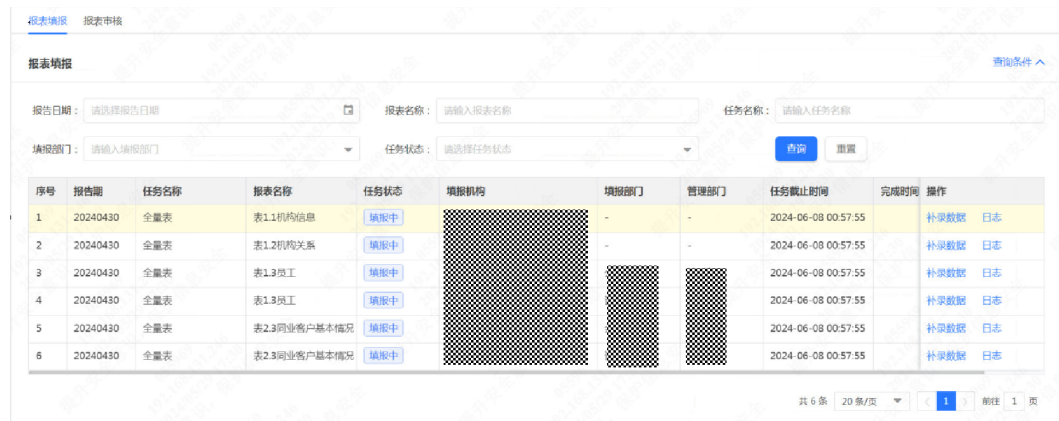 报表填报 报表审核
报表填报 查询条件
报告日期： 请选择报告日期 报表名称： 请输入报表名称 任务名称： 请输入任务名称
填报部门： 请输入填报部门 任务状态： 请选择任务状态 查询 重置
序号 报告期 任务名称 报表名称 任务状态 填报机构 填报部门 管理部门 任务截止时间 完成时间 操作
1 20240430 全量表 表1.1机构信息 填报中 - - 2024-06-08 00:57:55 补录数据 日志
2 20240430 全量表 表1.2机构关系 填报中 - - 2024-06-08 00:57:55 补录数据 日志
3 20240430 全量表 表1.3员工 填报中 2024-06-08 00:57:55 补录数据 日志
4 20240430 全量表 表1.3员工 填报中 2024-06-08 00:57:55 补录数据 日志
5 20240430 全量表 表2.3同业客户基本情况 填报中 2024-06-08 00:57:55 补录数据 日志
6 20240430 全量表 表2.3同业客户基本情况 填报中 2024-06-08 00:57:55 补录数据 日志
共 6 条 20 条/页 1 前往 1 页